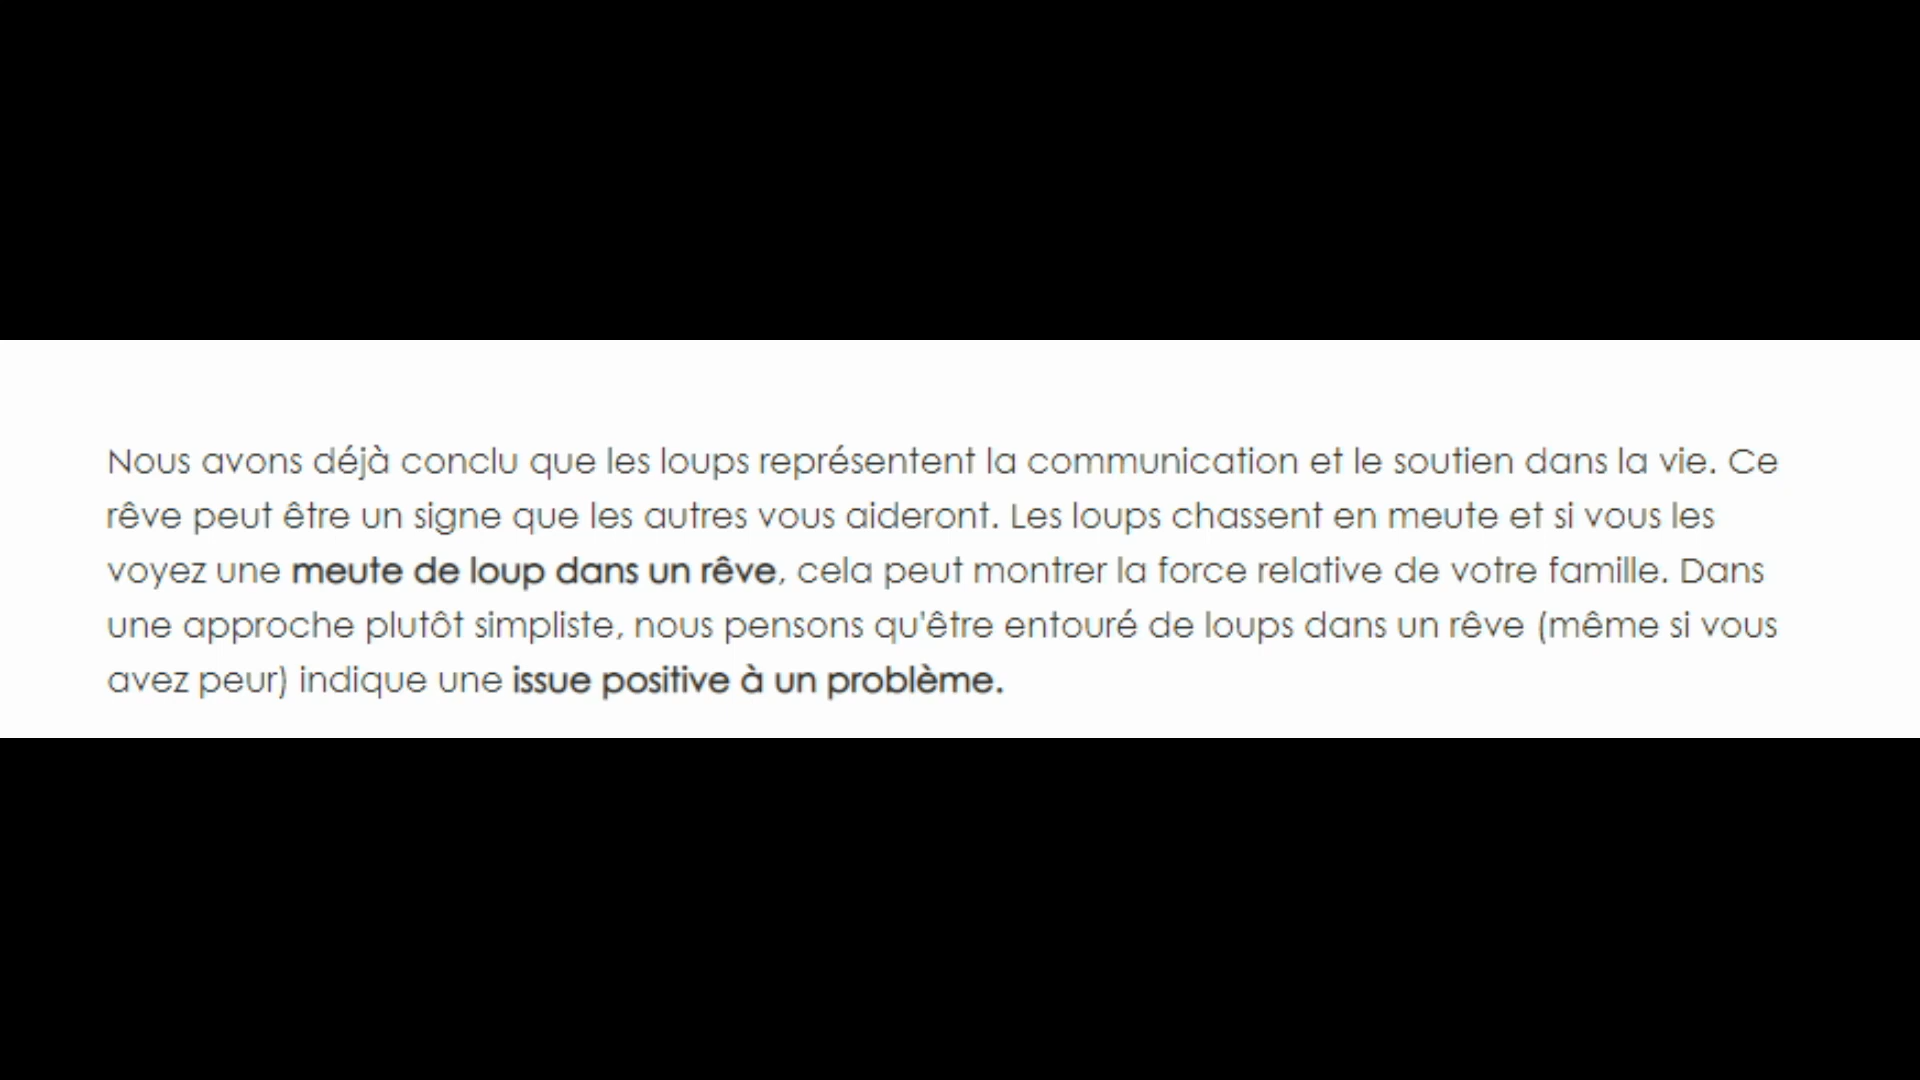 Nous avons déjà conclu que les loups représentent la communication et le soutien dans la vie. Ce
rêve peut être un signe que les autres vous aideront. Les loups chassent en meute et si vous les
voyez une meute de loup dans un rêve, cela peut montrer la force relative de votre famille. Dans
une approche plutôt simpliste, nous pensons qu'être entouré de loups dans un rêve (même si vous
avez peur) indique une issue positive à un problème.